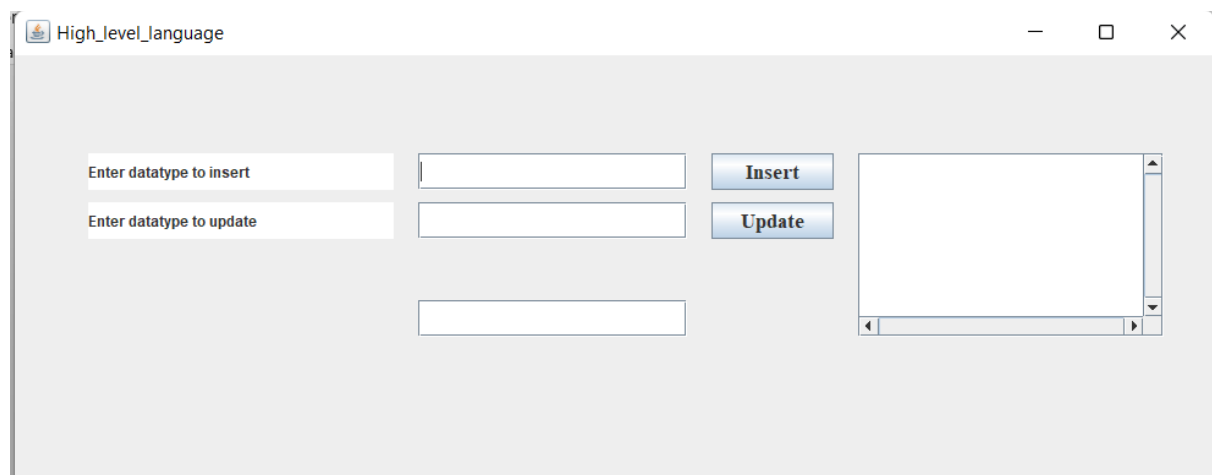 High_level_language
Enter datatype to insert
Insert
Enter datatype to update
Update